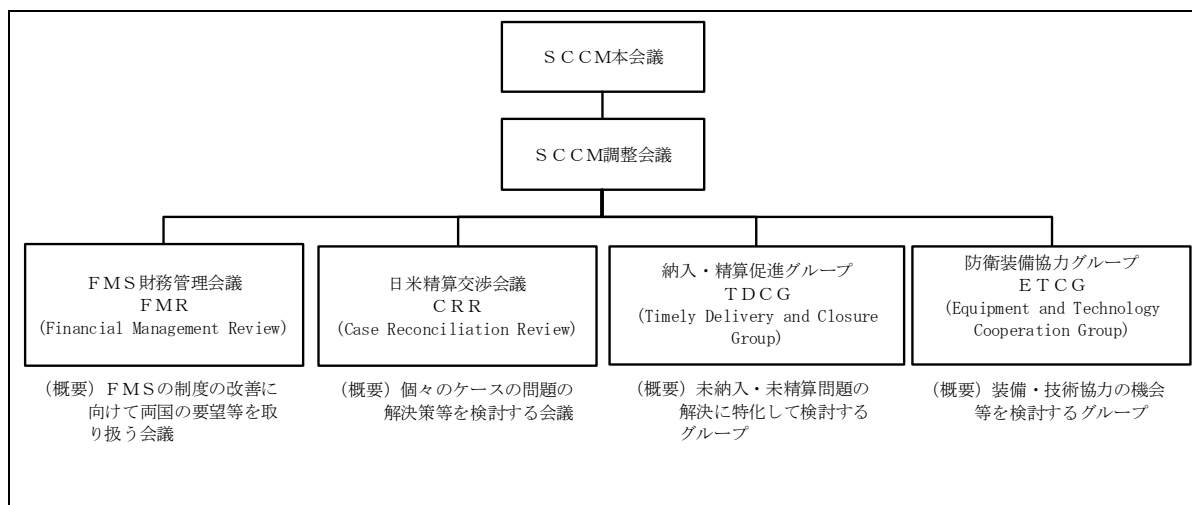 ＳＣＣＭ本会議
ＳＣＣＭ調整会議
ＦＭＳ財務管理会議
ＦＭＲ
(Financial Management Review)
日米精算交渉会議
ＣＲＲ
(Case Reconciliation Review)
納入・精算促進グループ
ＴＤＣＧ
(Timely Delivery and Closure
Group)
防衛装備協力グループ
ＥＴＣＧ
(Equipment and Technology
Cooperation Group)
（概要）ＦＭＳの制度の改善に
向けて両国の要望等を取
り扱う会議
（概要）個々のケースの問題の
解決策等を検討する会議
（概要）未納入・未精算問題の
解決に特化して検討する
グループ
（概要）装備・技術協力の機会
等を検討するグループ